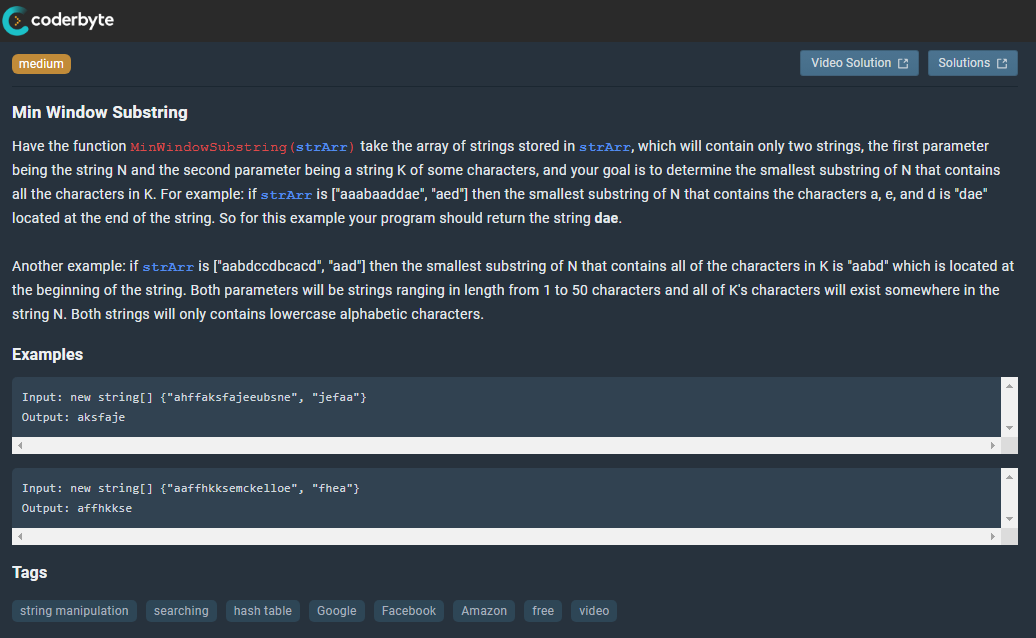 coderbyte
medium
Video Solution
Solutions
Min Window Substring
Have the function MinWindowSubstring(strArr) take the array of strings stored in strArr, which will contain only two strings, the first parameter
being the string N and the second parameter being a string K of some characters, and your goal is to determine the smallest substring of N that contains
all the characters in K. For example: if strArr is ["aaabaaddae", "aed"] then the smallest substring of N that contains the characters a, e, and d is "dae"
located at the end of the string. So for this example your program should return the string dae.
Another example: if strArr is ["aabdccdbcacd", "aad"] then the smallest substring of N that contains all of the characters in K is "aabd" which is located at
the beginning of the string. Both parameters will be strings ranging in length from 1 to 50 characters and all of K's characters will exist somewhere in the
string N. Both strings will only contains lowercase alphabetic characters.
Examples
Input: new string[] {"ahffaksfajeeubsne", "jefaa"}
Output: aksfaje
Input: new string[] {"aaffhkksemckelloe", "fhea"}
Output: affhkkse
Tags
string manipulation
searching
hash table
Google
Facebook
Amazon
free
video